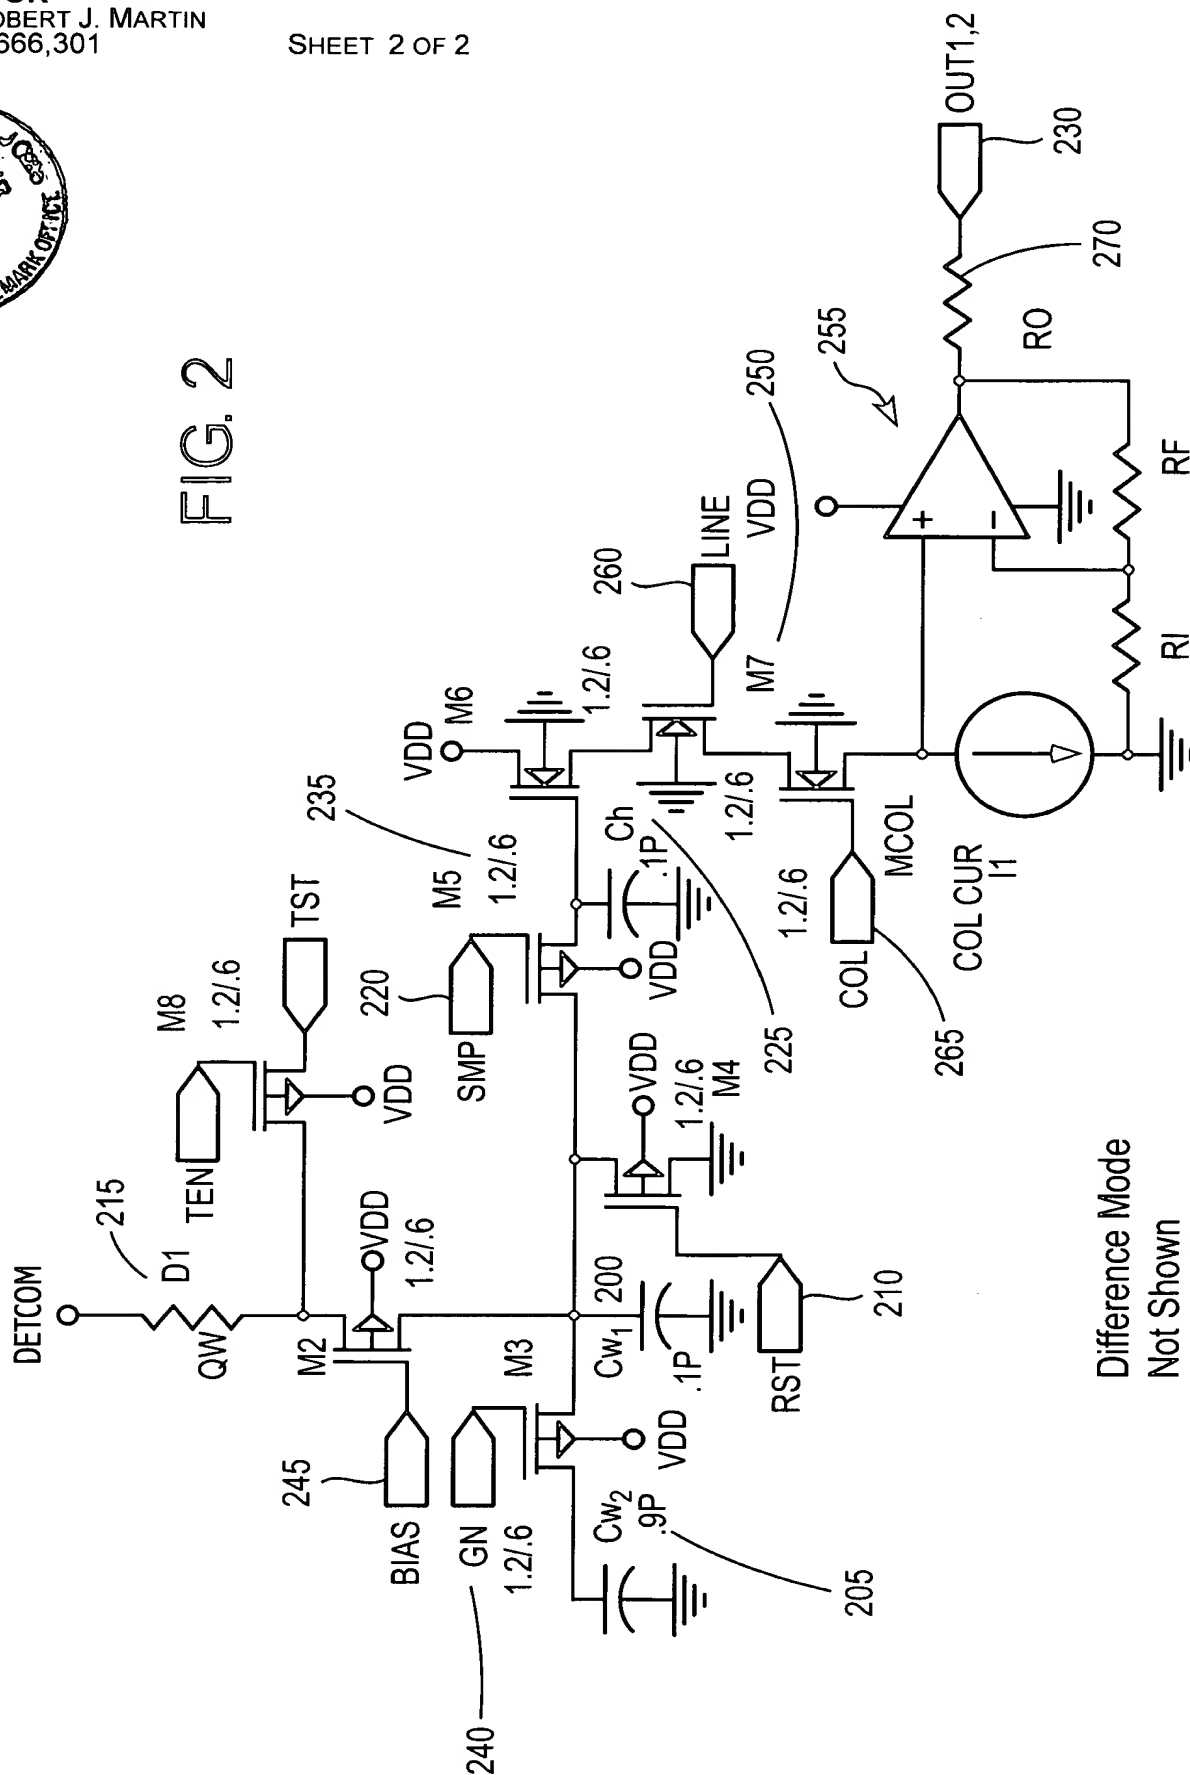 OBERT J. MARTIN
666,301
SHEET 2 OF 2
MARK OFFICE
FIG. 2
DETCOM
D1
215
QW
TEN
M8
1.2/.6
TST
VDD
M2
VDD
1.2/.6
BIAS
245
GN
240
1.2/.6
M3
VDD
Cw2
.9P
205
Cw1
200
.1P
RST
210
VDD
1.2/.6
M4
SMP
220
M5
1.2/.6
235
VDD
Ch
.1P
225
VDD
M6
1.2/.6
LINE
260
M7
250
1.2/.6
COL
265
1.2/.6
MCOL
COL CUR
I1
VDD
255
+
−
RI
RF
RO
270
OUT1,2
230
Difference Mode
Not Shown